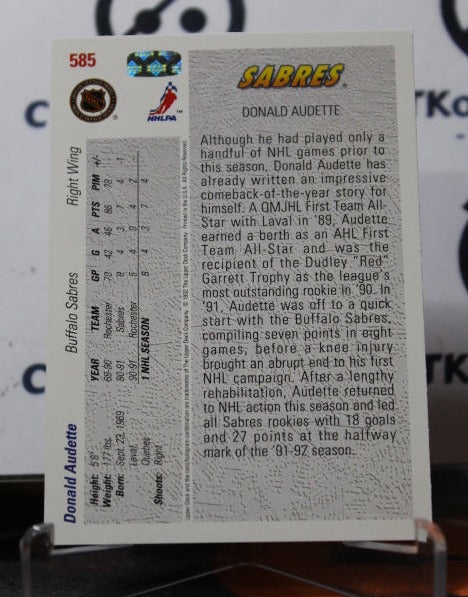 585
NHLPA
SABRES
DONALD AUDETTE
Although he had played only a
handful of NHL games prior to
this season, Donald Audette has
already written an impressive
comeback-of-the-year story for
himself. A QMJHL First Team All-
Star with Laval in '89, Audette
earned a berth as an AHL First
Team All-Star and was the
recipient of the Dudley "Red"
Garrett Trophy as the league's
most outstanding rookie in '90. In
'91, Audette was off to a quick
start with the Buffalo Sabres,
compiling seven points in eight
games, before a knee injury
brought an abrupt end to his first
NHL campaign. After a lengthy
rehabilitation, Audette returned
to NHL action this season and led
all Sabres rookies with 18 goals
and 27 points at the halfway
mark of the '91-92 season.
Donald Audette Buffalo Sabres Right Wing
Height: 5'8"
Weight: 177 lbs.
Born: Sept. 23, 1969
Laval,
Quebec
Shoots: Right
YEAR TEAM GP G A PTS PIM +/-
89-90 Rochester 70 42 46 88 78
90-91 Sabres 8 4 3 7 4 -1
90-91 Rochester 5
1 NHL SEASON 8 4 3 7 4